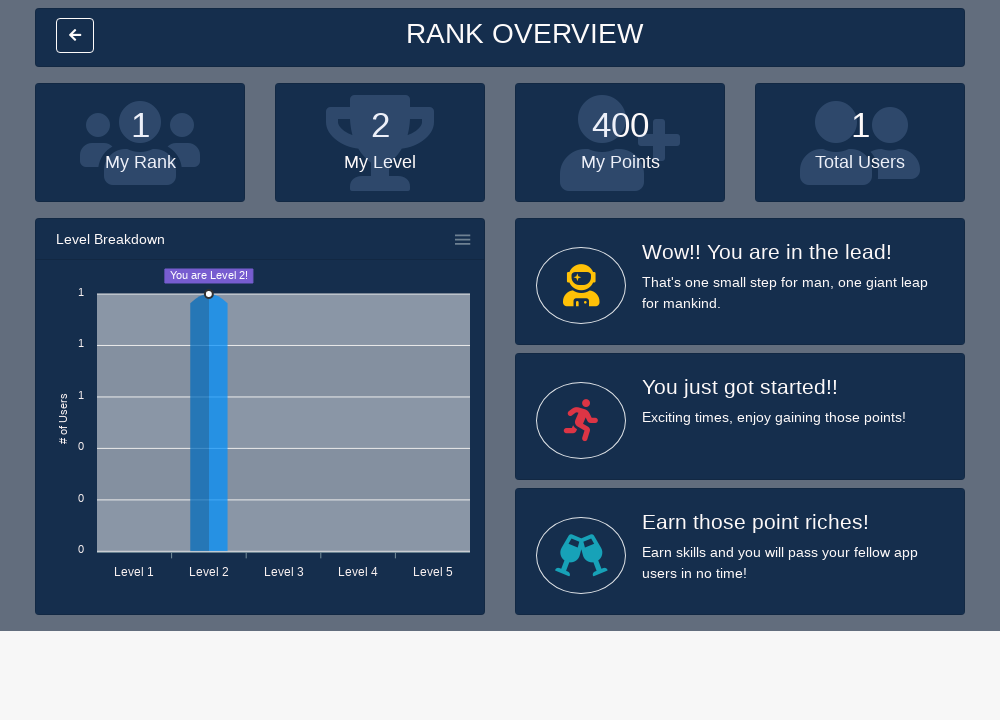 RANK OVERVIEW
1
My Rank
2
My Level
400
My Points
1
Total Users
Level Breakdown
You are Level 2!
1
1
1
0
0
0
# of Users
Level 1
Level 2
Level 3
Level 4
Level 5
Wow!! You are in the lead!
That's one small step for man, one giant leap
for mankind.
You just got started!!
Exciting times, enjoy gaining those points!
Earn those point riches!
Earn skills and you will pass your fellow app
users in no time!